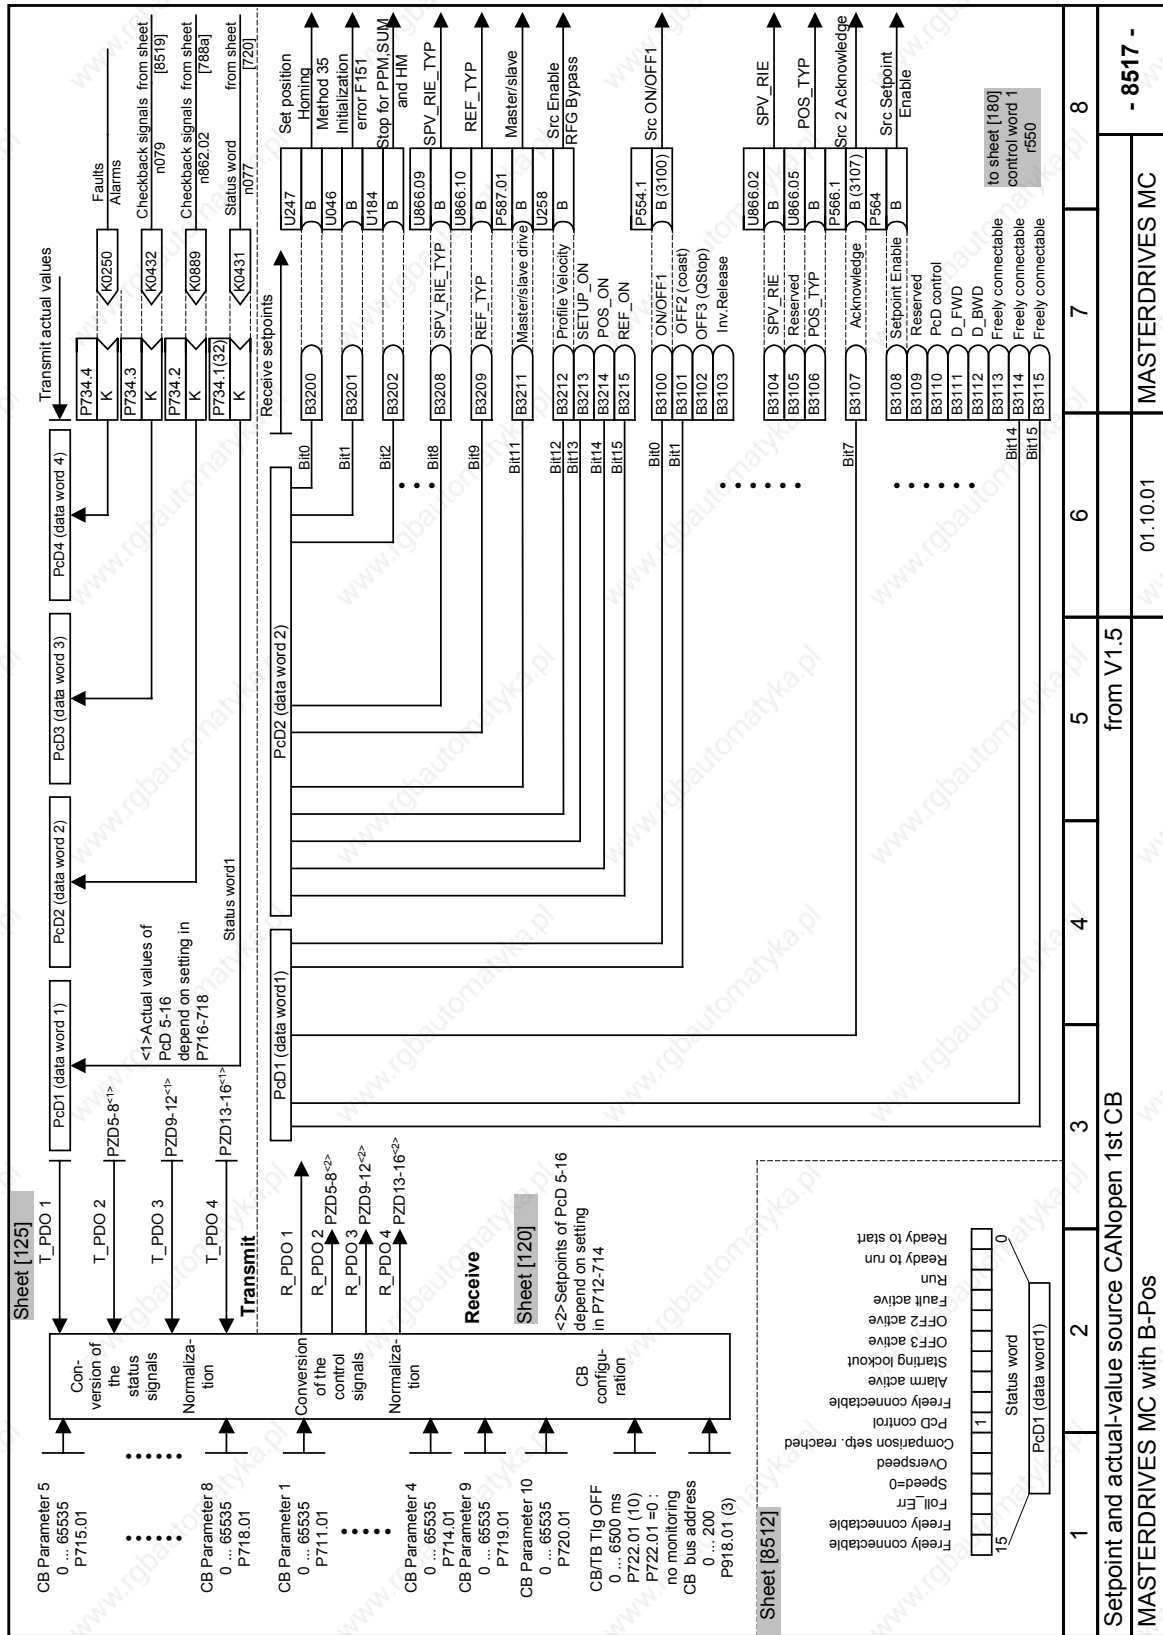 Sheet [125]
T_PDO 1
T_PDO 2
T_PDO 3
T_PDO 4
PZD5-8<1>
PZD9-12<1>
PZD13-16<1>
Transmit
PcD1 (data word 1)
PcD2 (data word 2)
PcD3 (data word 3)
PcD4 (data word 4)
<1>Actual values of
PcD 5-16
depend on setting in
P716-718
Status word1
Transmit actual values
P734.4
K
P734.3
K
P734.2
K
P734.1(32)
K
K0250
K0432
K0889
K0431
Faults
Alarms
Checkback signals from sheet
n079 [8519]
Checkback signals from sheet
n862.02 [788a]
Status word from sheet
n077 [720]
CB Parameter 5
0 ... 65535
P715.01
CB Parameter 8
0 ... 65535
P718.01
CB Parameter 1
0 ... 65535
P711.01
CB Parameter 4
0 ... 65535
P714.01
CB Parameter 9
0 ... 65535
P719.01
CB Parameter 10
0 ... 65535
P720.01
CB/TB Tlg OFF
0 ... 6500 ms
P722.01 (10)
P722.01 =0 :
no monitoring
CB bus address
0 ... 200
P918.01 (3)
Con-
version of
the
status
signals
Normaliza-
tion
Conversion
of the
control
signals
Normaliza-
tion
CB
configu-
ration
R_PDO 1
R_PDO 2
R_PDO 3
R_PDO 4
PZD5-8<2>
PZD9-12<2>
PZD13-16<2>
Receive
Sheet [120]
<2>Setpoints of PcD 5-16
depend on setting
in P712-714
PcD1 (data word1)
PcD2 (data word 2)
Receive setpoints
Bit0
B3200
U247
B
Set position
Homing
Method 35
Bit1
B3201
U046
B
Initialization
error F151
Bit2
B3202
U184
B
Stop for PPM,SUM
and HM
Bit8
B3208
SPV_RIE_TYP
U866.09
B
SPV_RIE_TYP
Bit9
B3209
REF_TYP
U866.10
B
REF_TYP
Bit11
B3211
Master/slave drive
P587.01
B
Master/slave
Bit12
B3212
Profile Velocity
U258
B
Src Enable
RFG Bypass
Bit13
B3213
SETUP_ON
Bit14
B3214
POS_ON
Bit15
B3215
REF_ON
Bit0
B3100
ON/OFF1
P554.1
B (3100)
Src ON/OFF1
Bit1
B3101
OFF2 (coast)
B3102
OFF3 (QStop)
B3103
Inv.Release
B3104
SPV_RIE
U866.02
B
SPV_RIE
B3105
Reserved
B3106
POS_TYP
U866.05
B
POS_TYP
Bit7
B3107
Acknowledge
P566.1
B (3107)
Src 2 Acknowledge
B3108
Setpoint Enable
P564
B
Src Setpoint
Enable
B3109
Reserved
B3110
PcD control
B3111
D_FWD
B3112
D_BWD
B3113
Freely connectable
Bit14
B3114
Freely connectable
Bit15
B3115
Freely connectable
to sheet [180]
control word 1
r550
Sheet [8512]
Freely connectable
Freely connectable
Foll_Err
Speed=0
Overspeed
Comparison setp. reached
PcD control
Freely connectable
Alarm active
Starting lockout
OFF3 active
OFF2 active
Fault active
Run
Ready to run
Ready to start
1
15
0
Status word
PcD1 (data word1)
1
2
3
4
5
6
7
8
Setpoint and actual-value source CANopen 1st CB
from V1.5
- 8517 -
MASTERDRIVES MC with B-Pos
01.10.01
MASTERDRIVES MC
www.rgbautomatyka.pl